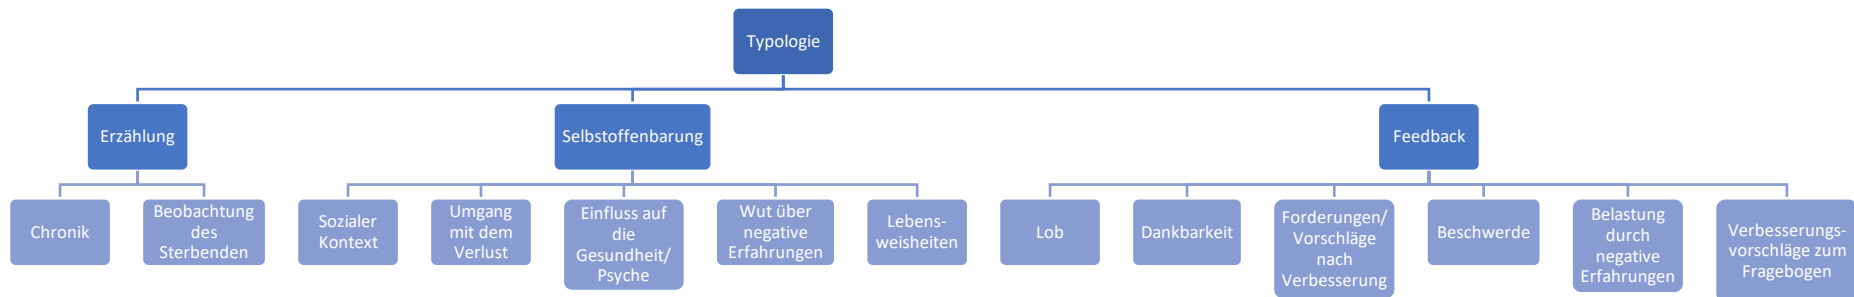 Typologie
Erzählung
Selbstoffenbarung
Feedback
Chronik
Beobachtung
des
Sterbenden
Sozialer
Kontext
Umgang
mit dem
Verlust
Einfluss auf
die
Gesundheit/
Psyche
Wut über
negative
Erfahrungen
Lebens-
weisheiten
Lob
Dankbarkeit
Forderungen/
Vorschläge
nach
Verbesserung
Beschwerde
Belastung
durch
negative
Erfahrungen
Verbesserungs-
vorschläge zum
Fragebogen